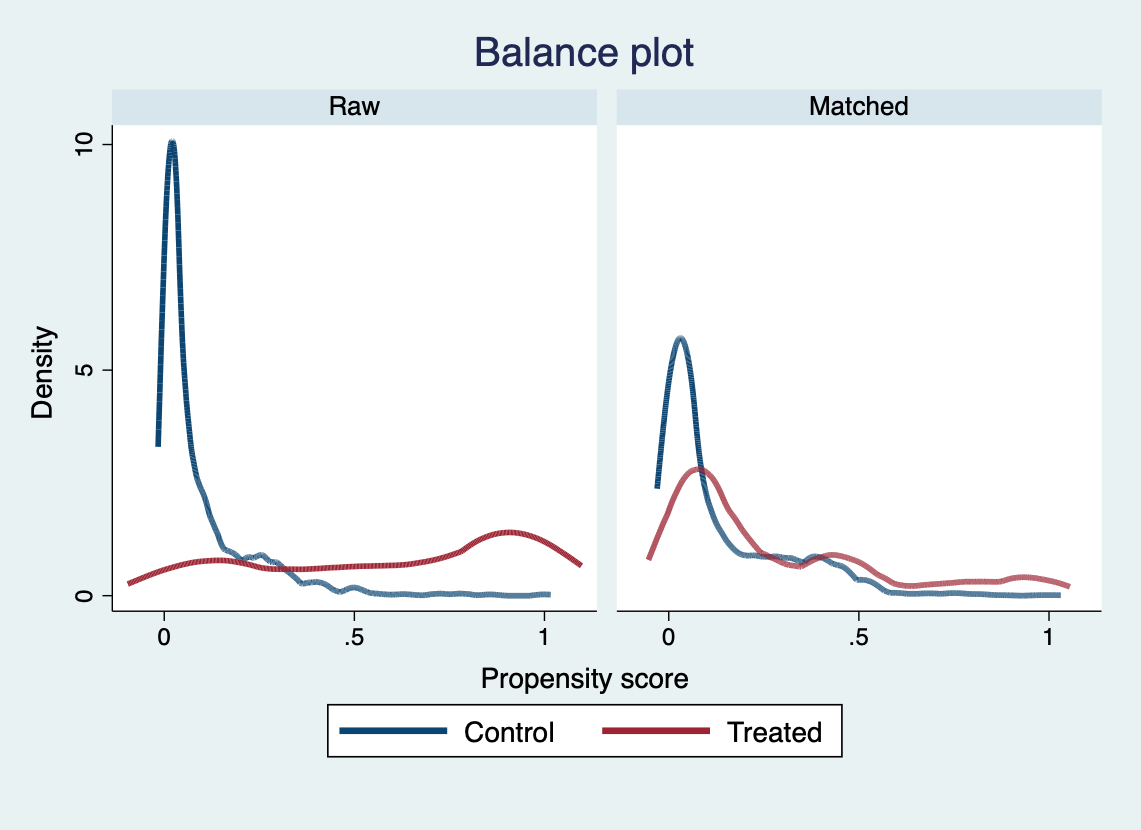 Balance plot
Raw Matched
10
5
0
Density
0 .5 1 0 .5 1
Propensity score
Control Treated